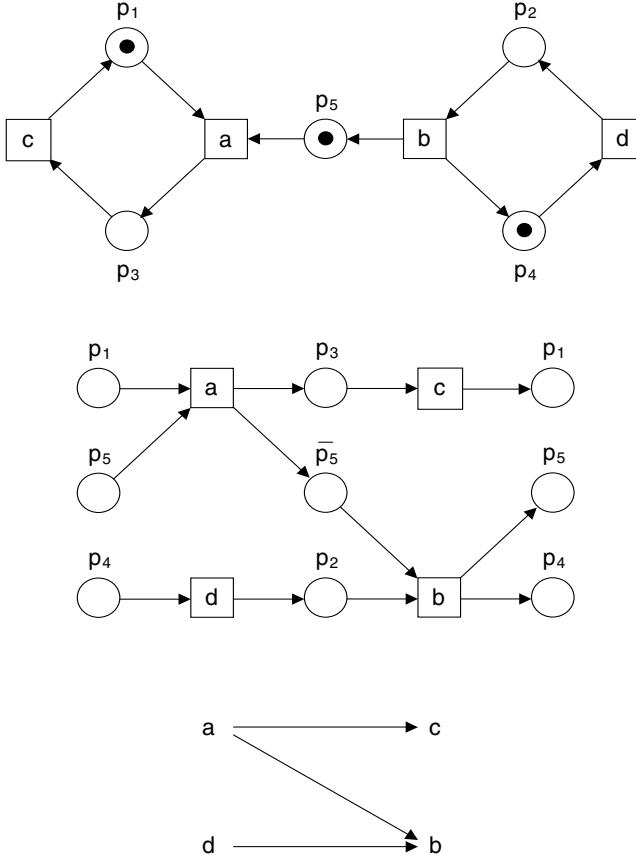 p1 p2
p5
c a b d
p3 p4
p1 p3 p1
a c
p5 p̅5 p5
p4 p2 p4
d b
a c
d b